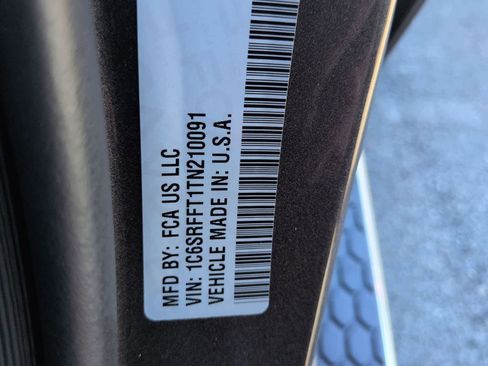 MFD BY: FCA US LLC
VIN: 1C6SRFFT1TN210091
VEHICLE MADE IN: U.S.A.